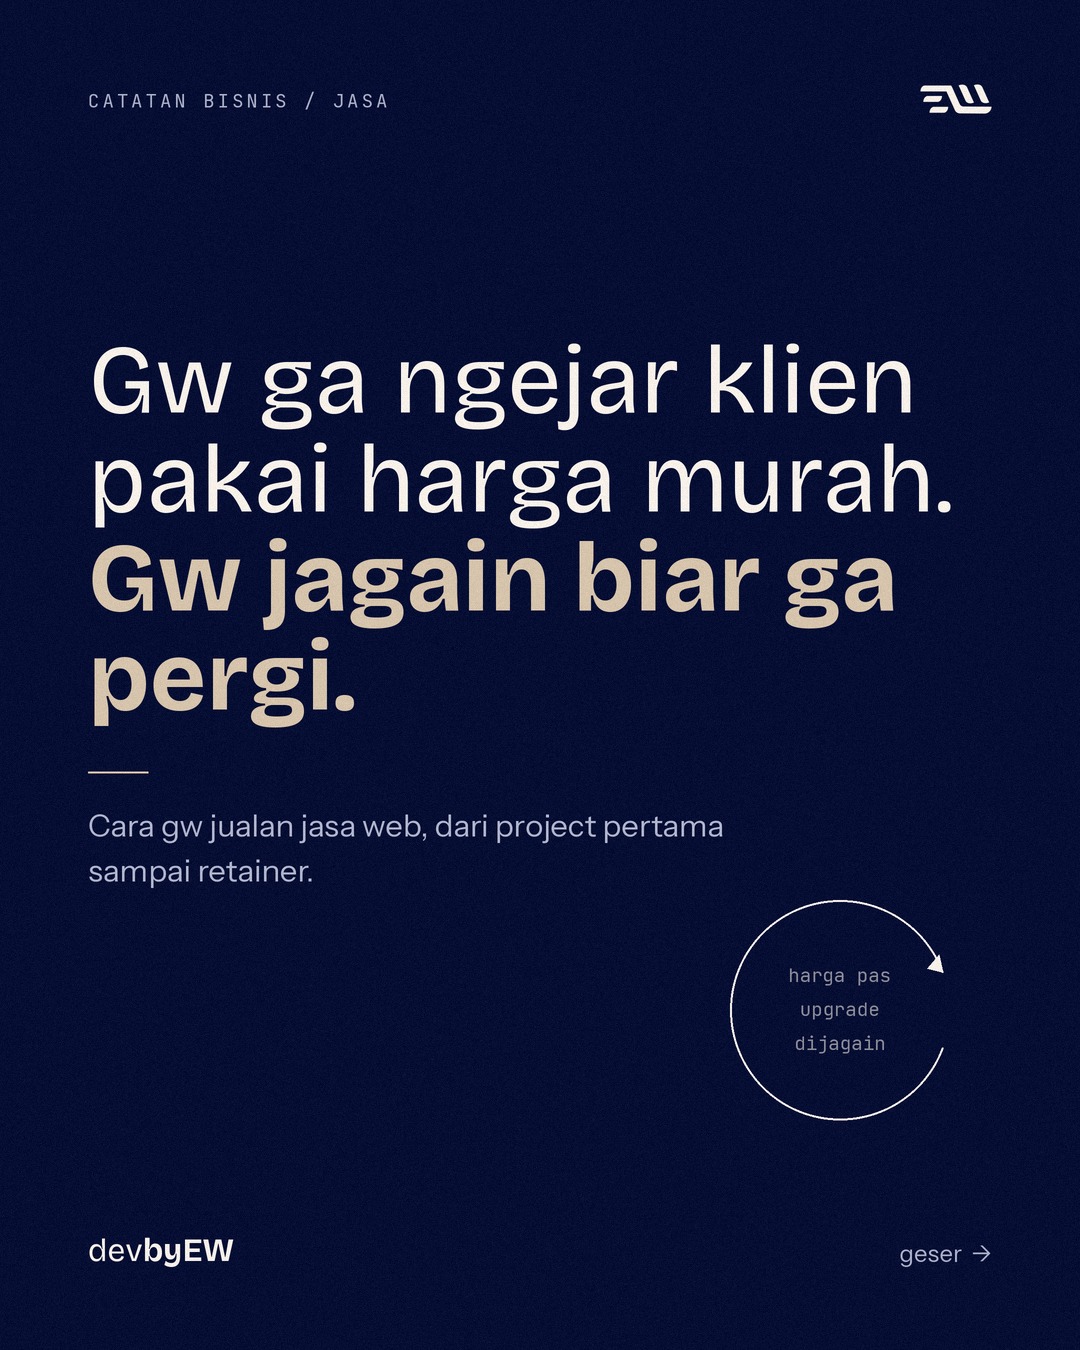 CATATAN BISNIS / JASA
EW
Gw ga ngejar klien
pakai harga murah.
Gw jagain biar ga
pergi.
Cara gw jualan jasa web, dari project pertama
sampai retainer.
harga pas
upgrade
dijagain
devbyEW
geser →